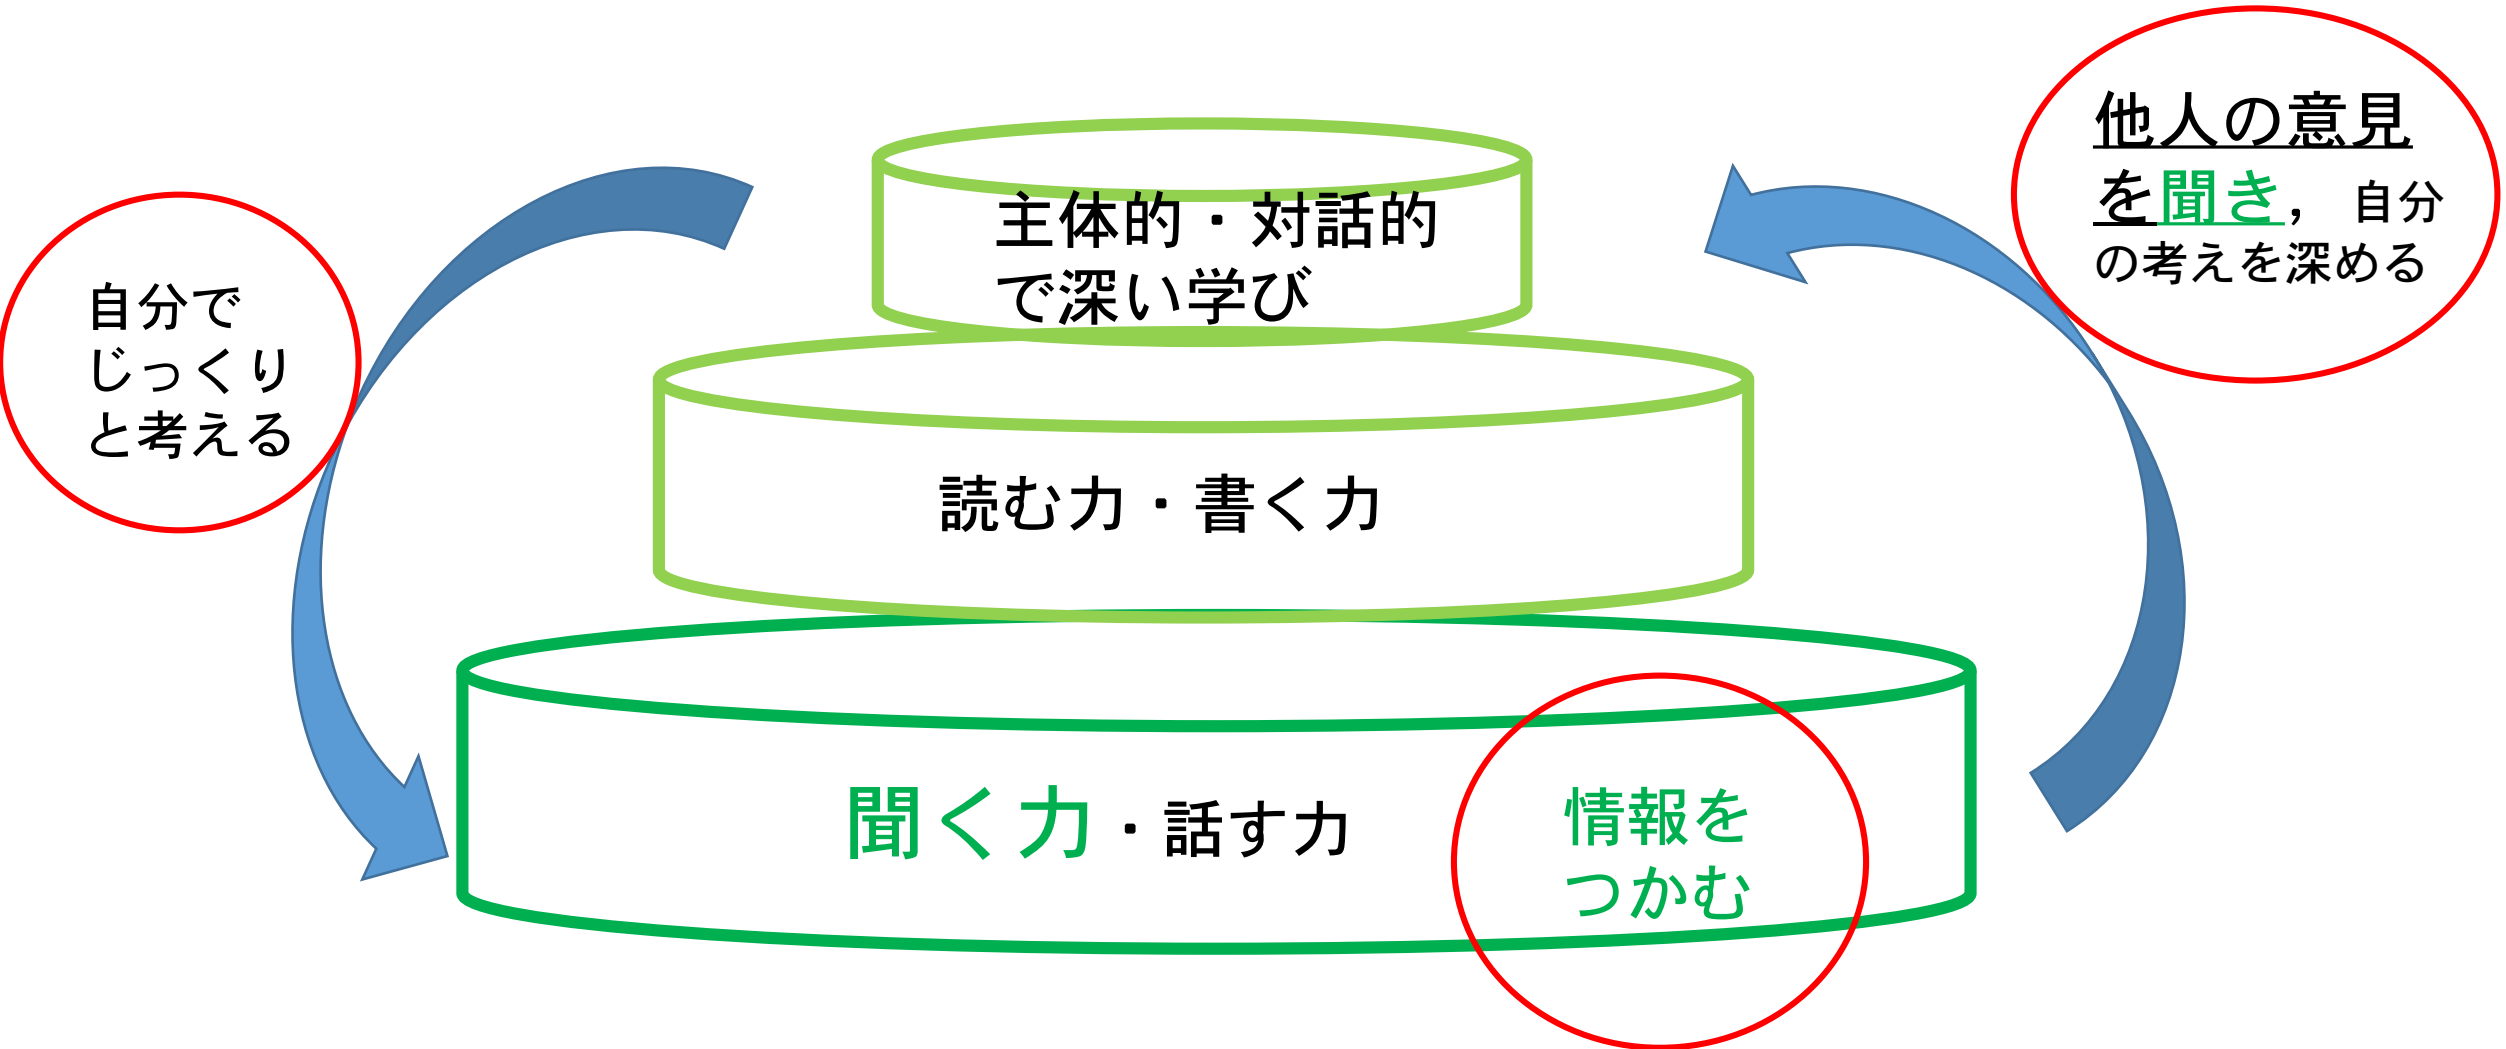 主体的・対話的
で深い学び
他人の意見
を聞きと，自分
の考えを深める
自分で
じっくり
と考える
読む力・書く力
聞く力・話す力
情報を
つかむ